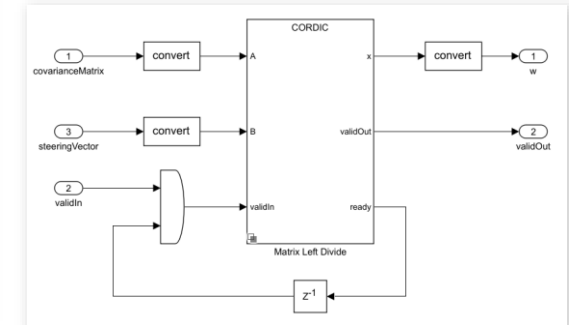 CORDIC
1
convert
A
x
convert
1
covarianceMatrix
w
3
convert
B
validOut
2
steeringVector
validOut
2
validIn
validIn
ready
Matrix Left Divide
Z-1